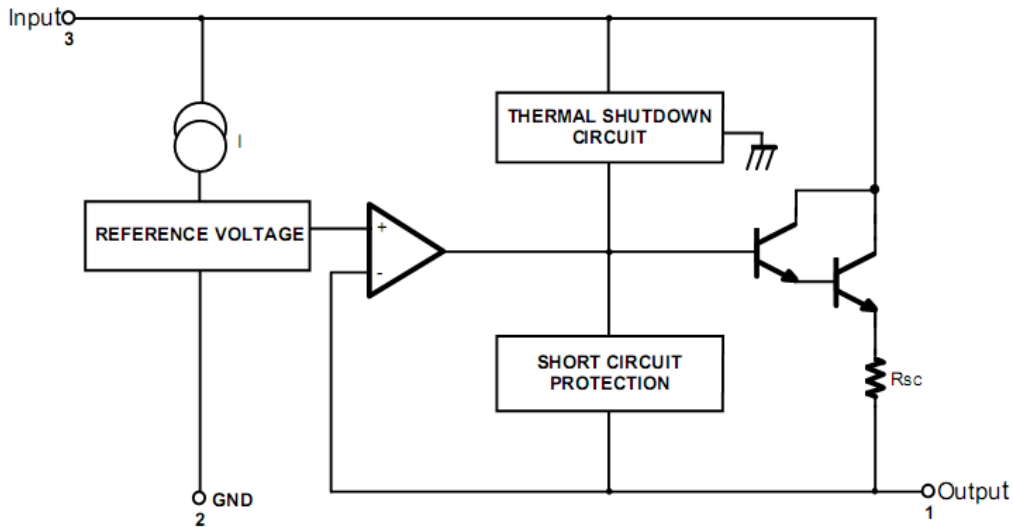 Input
3
THERMAL SHUTDOWN
CIRCUIT
I
REFERENCE VOLTAGE
+
-
SHORT CIRCUIT
PROTECTION
Rsc
GND
2
Output
1